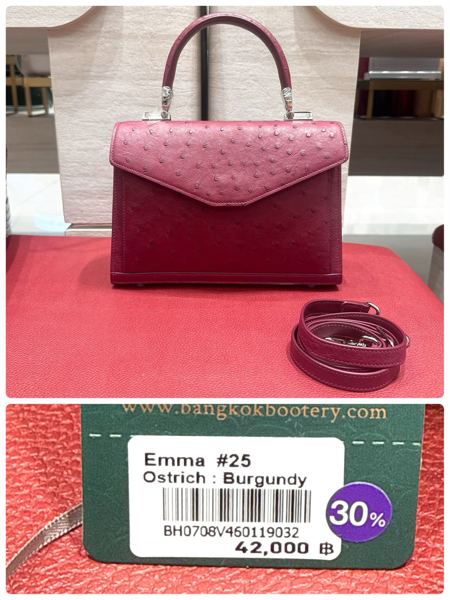 www.bangkokbootery.com
Emma #25
Ostrich : Burgundy
BH0708V460119032
30%
42,000 ฿